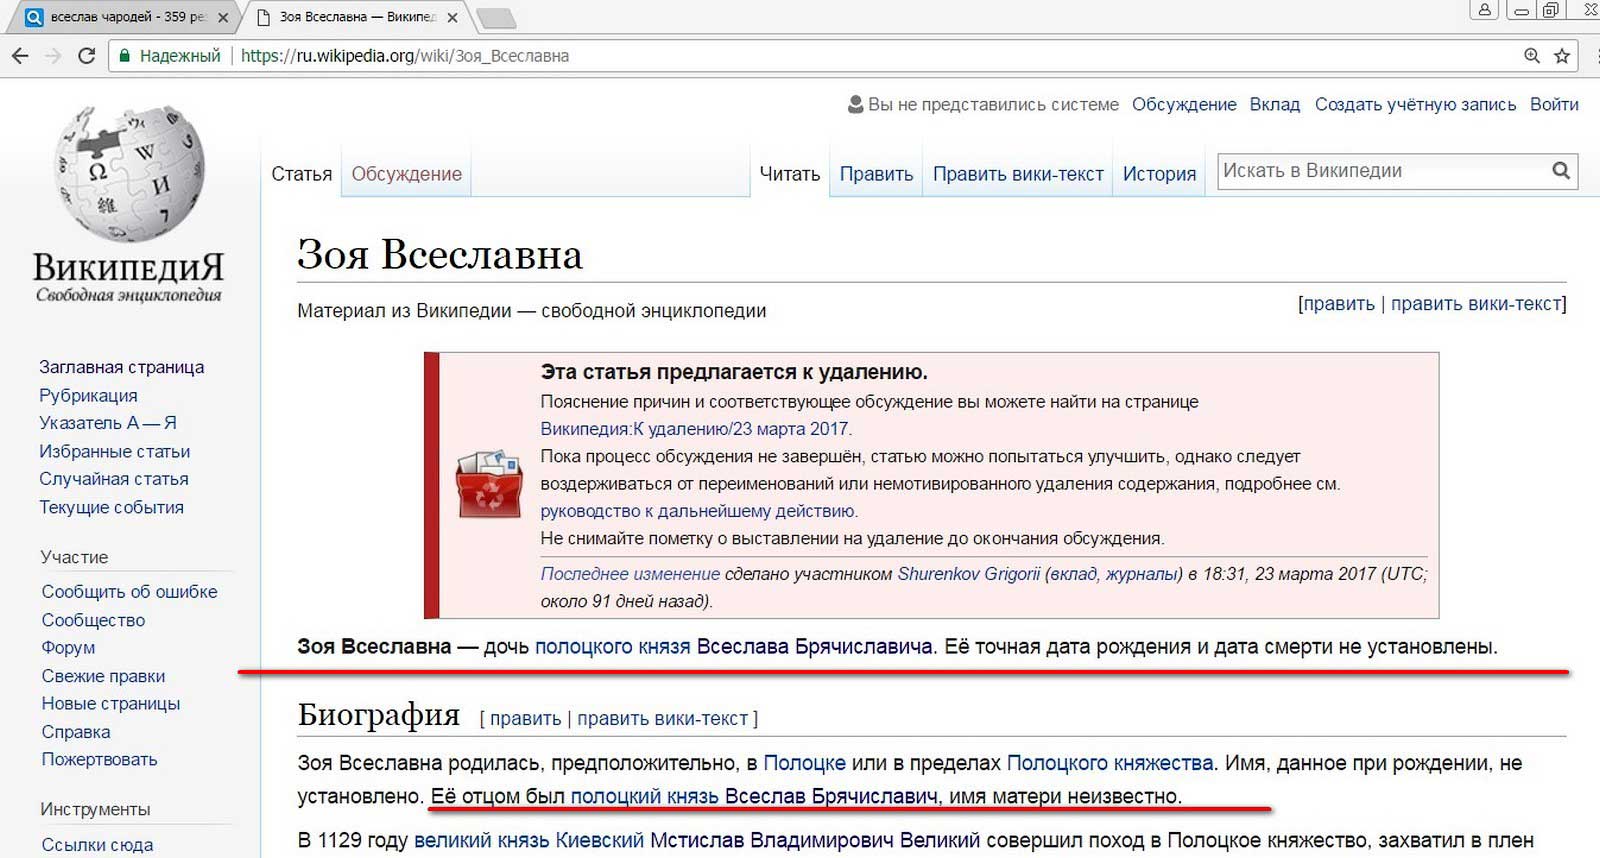 всеслав чародей - 359 ре
Зоя Всеславна — Википед
Надежный https://ru.wikipedia.org/wiki/Зоя_Всеславна
Вы не представились системе Обсуждение Вклад Создать учётную запись Войти
Статья Обсуждение Читать Править Править вики-текст История Искать в Википедии
ВикипедиЯ
Свободная энциклопедия
Заглавная страница
Рубрикация
Указатель А — Я
Избранные статьи
Случайная статья
Текущие события
Участие
Сообщить об ошибке
Сообщество
Форум
Свежие правки
Новые страницы
Справка
Пожертвовать
Инструменты
Ссылки сюда
Зоя Всеславна
Материал из Википедии — свободной энциклопедии
[править | править вики-текст]
Эта статья предлагается к удалению.
Пояснение причин и соответствующее обсуждение вы можете найти на странице
Википедия:К удалению/23 марта 2017.
Пока процесс обсуждения не завершён, статью можно попытаться улучшить, однако следует
воздерживаться от переименований или немотивированного удаления содержания, подробнее см.
руководство к дальнейшему действию.
Не снимайте пометку о выставлении на удаление до окончания обсуждения.
Последнее изменение сделано участником Shurenkov Grigorii (вклад, журналы) в 18:31, 23 марта 2017 (UTC;
около 91 дней назад).
Зоя Всеславна — дочь полоцкого князя Всеслава Брячиславича. Её точная дата рождения и дата смерти не установлены.
Биография [ править | править вики-текст ]
Зоя Всеславна родилась, предположительно, в Полоцке или в пределах Полоцкого княжества. Имя, данное при рождении, не
установлено. Её отцом был полоцкий князь Всеслав Брячиславич, имя матери неизвестно.
В 1129 году великий князь Киевский Мстислав Владимирович Великий совершил поход в Полоцкое княжество, захватил в плен